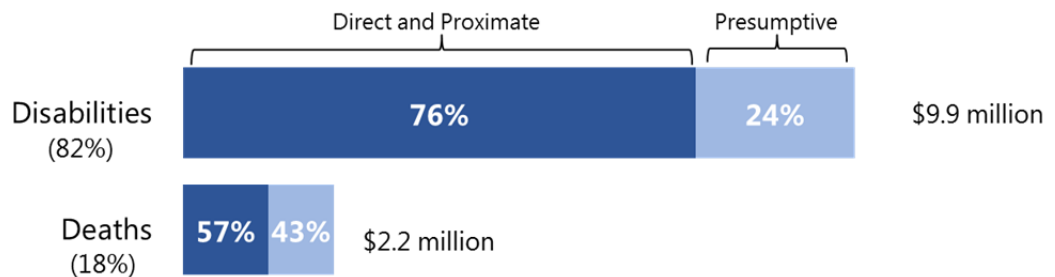 Direct and Proximate
Presumptive
Disabilities
(82%)
76%
24%
$9.9 million
Deaths
(18%)
57%
43%
$2.2 million